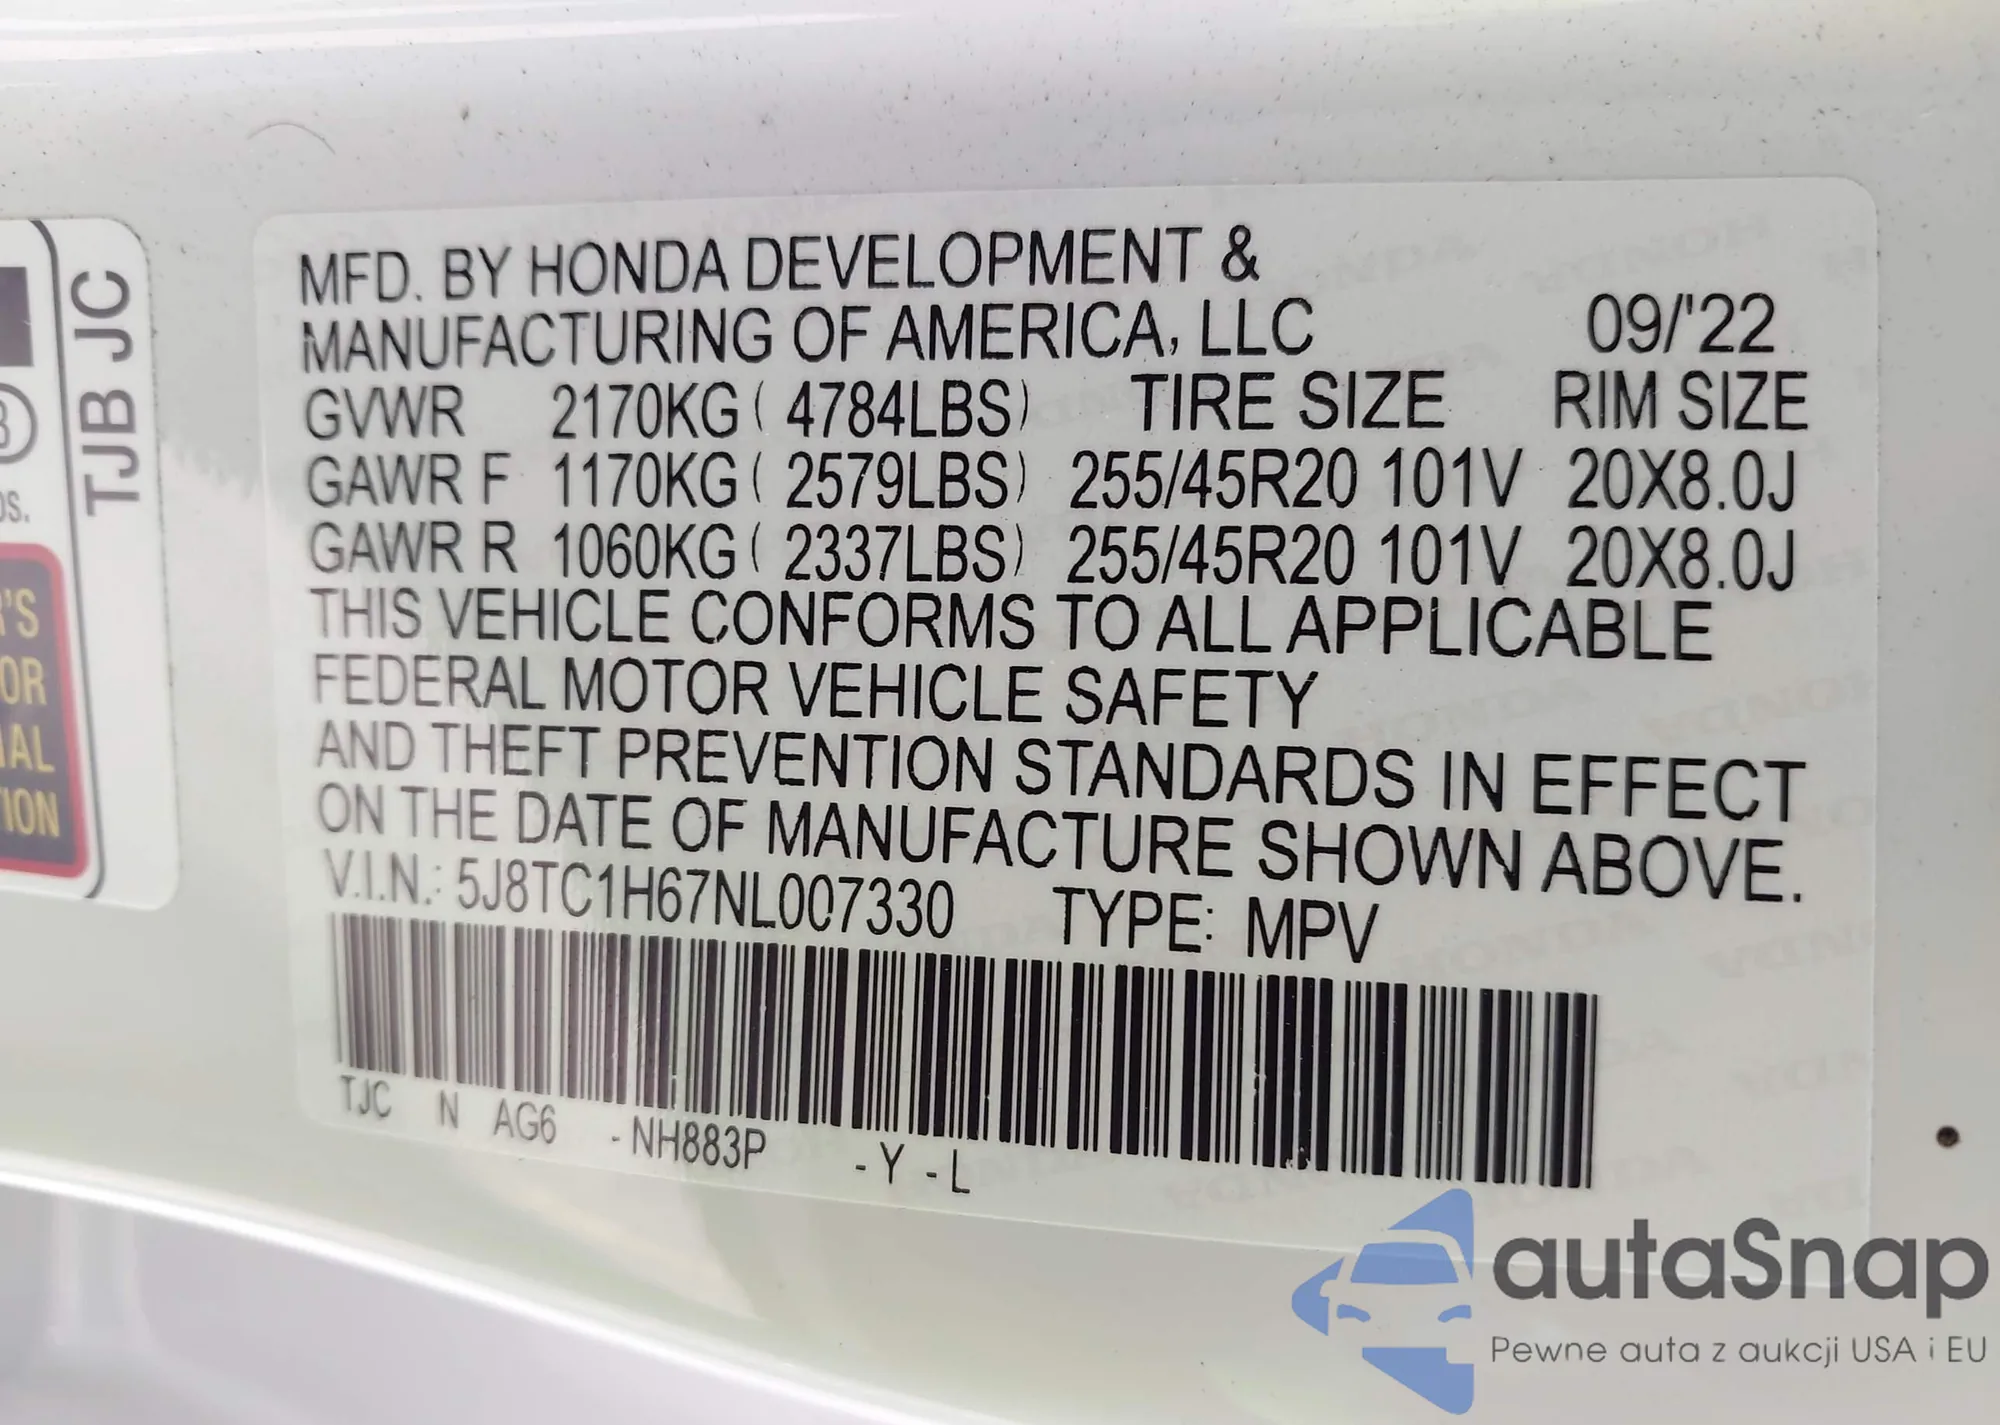 MFD. BY HONDA DEVELOPMENT &
MANUFACTURING OF AMERICA, LLC 09/'22
GVWR 2170KG ( 4784LBS) TIRE SIZE RIM SIZE
GAWR F 1170KG ( 2579LBS) 255/45R20 101V 20X8.0J
GAWR R 1060KG ( 2337LBS) 255/45R20 101V 20X8.0J
THIS VEHICLE CONFORMS TO ALL APPLICABLE
FEDERAL MOTOR VEHICLE SAFETY
AND THEFT PREVENTION STANDARDS IN EFFECT
ON THE DATE OF MANUFACTURE SHOWN ABOVE.
V.I.N.: 5J8TC1H67NL007330 TYPE: MPV
TJC N AG6 -NH883P -Y -L
TJB JC
autaSnap
Pewne auta z aukcji USA i EU